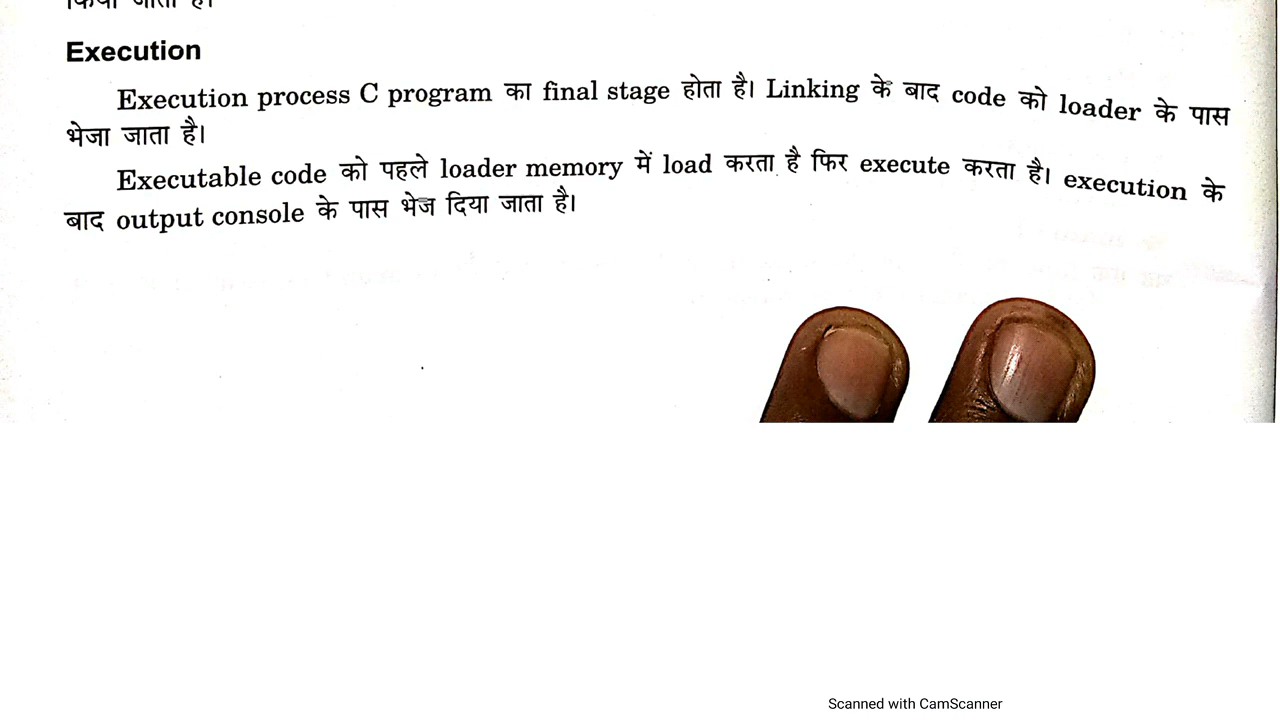 किया जाता है।
Execution
Execution process C program का final stage होता है। Linking के बाद code को loader के पास
भेजा जाता है।
Executable code को पहले loader memory में load करता है फिर execute करता है। execution के
बाद output console के पास भेज दिया जाता है।
Scanned with CamScanner